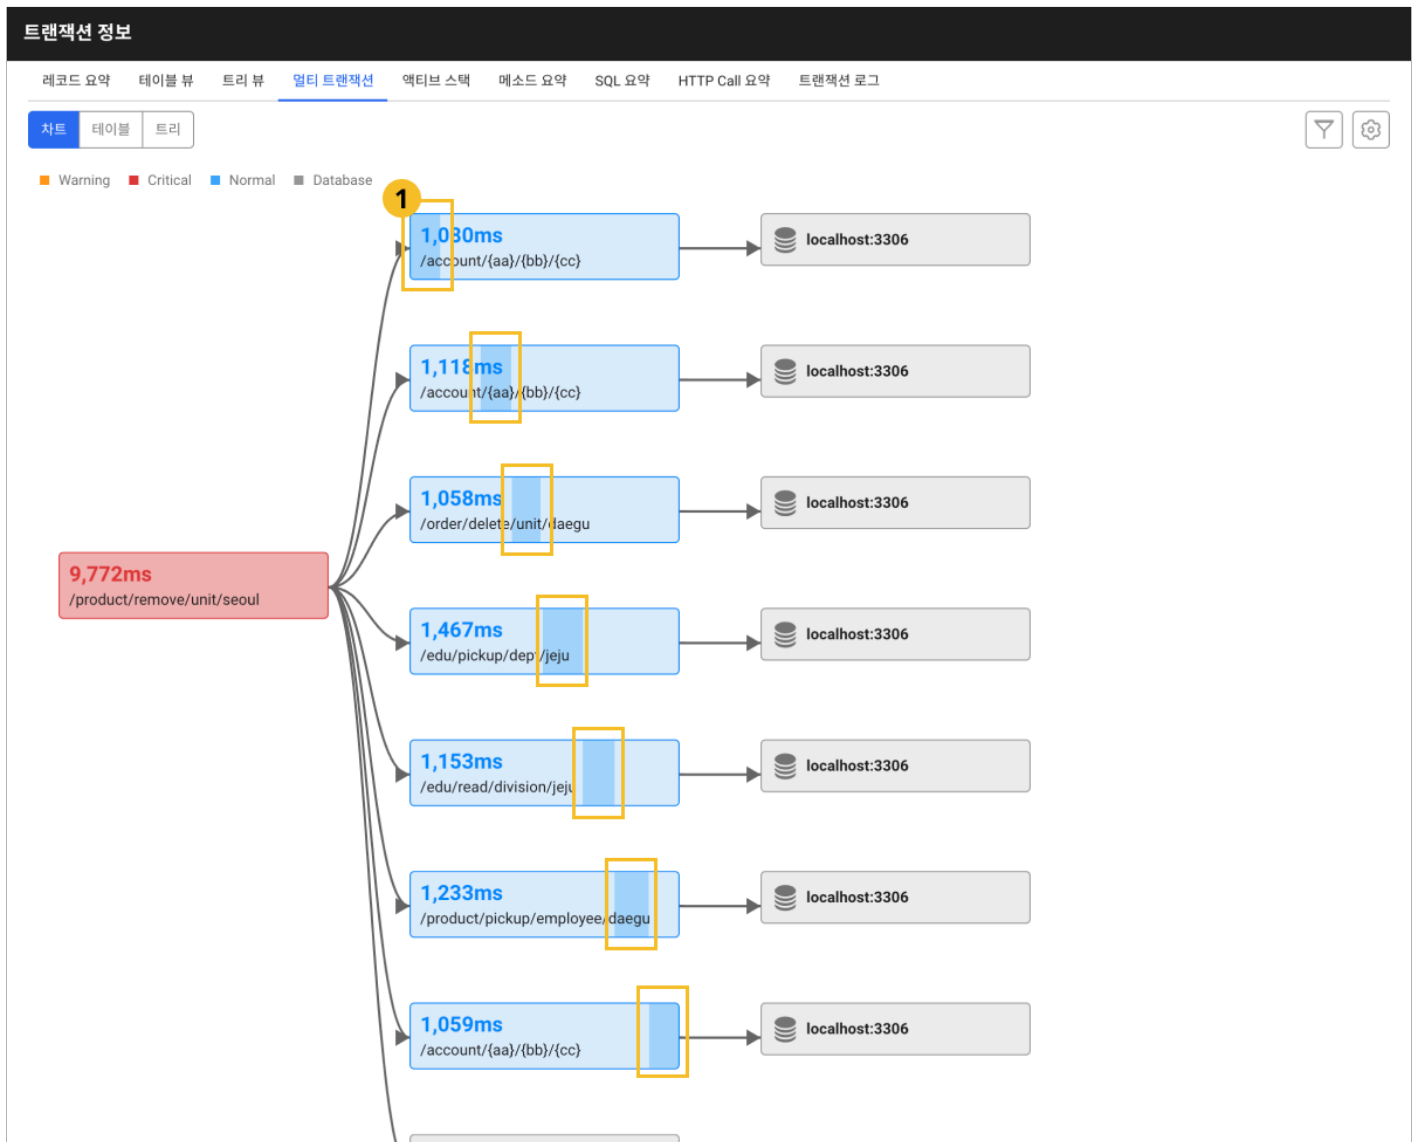 트랜잭션 정보
레코드 요약 테이블 뷰 트리 뷰 멀티 트랜잭션 액티브 스택 메소드 요약 SQL 요약 HTTP Call 요약 트랜잭션 로그
차트 테이블 트리
Warning Critical Normal Database
1
1,080ms
/account/{aa}/{bb}/{cc}
localhost:3306
1,118ms
/account/{aa}/{bb}/{cc}
localhost:3306
1,058ms
/order/delete/unit/daegu
localhost:3306
9,772ms
/product/remove/unit/seoul
1,467ms
/edu/pickup/dept/jeju
localhost:3306
1,153ms
/edu/read/division/jeju
localhost:3306
1,233ms
/product/pickup/employee/daegu
localhost:3306
1,059ms
/account/{aa}/{bb}/{cc}
localhost:3306